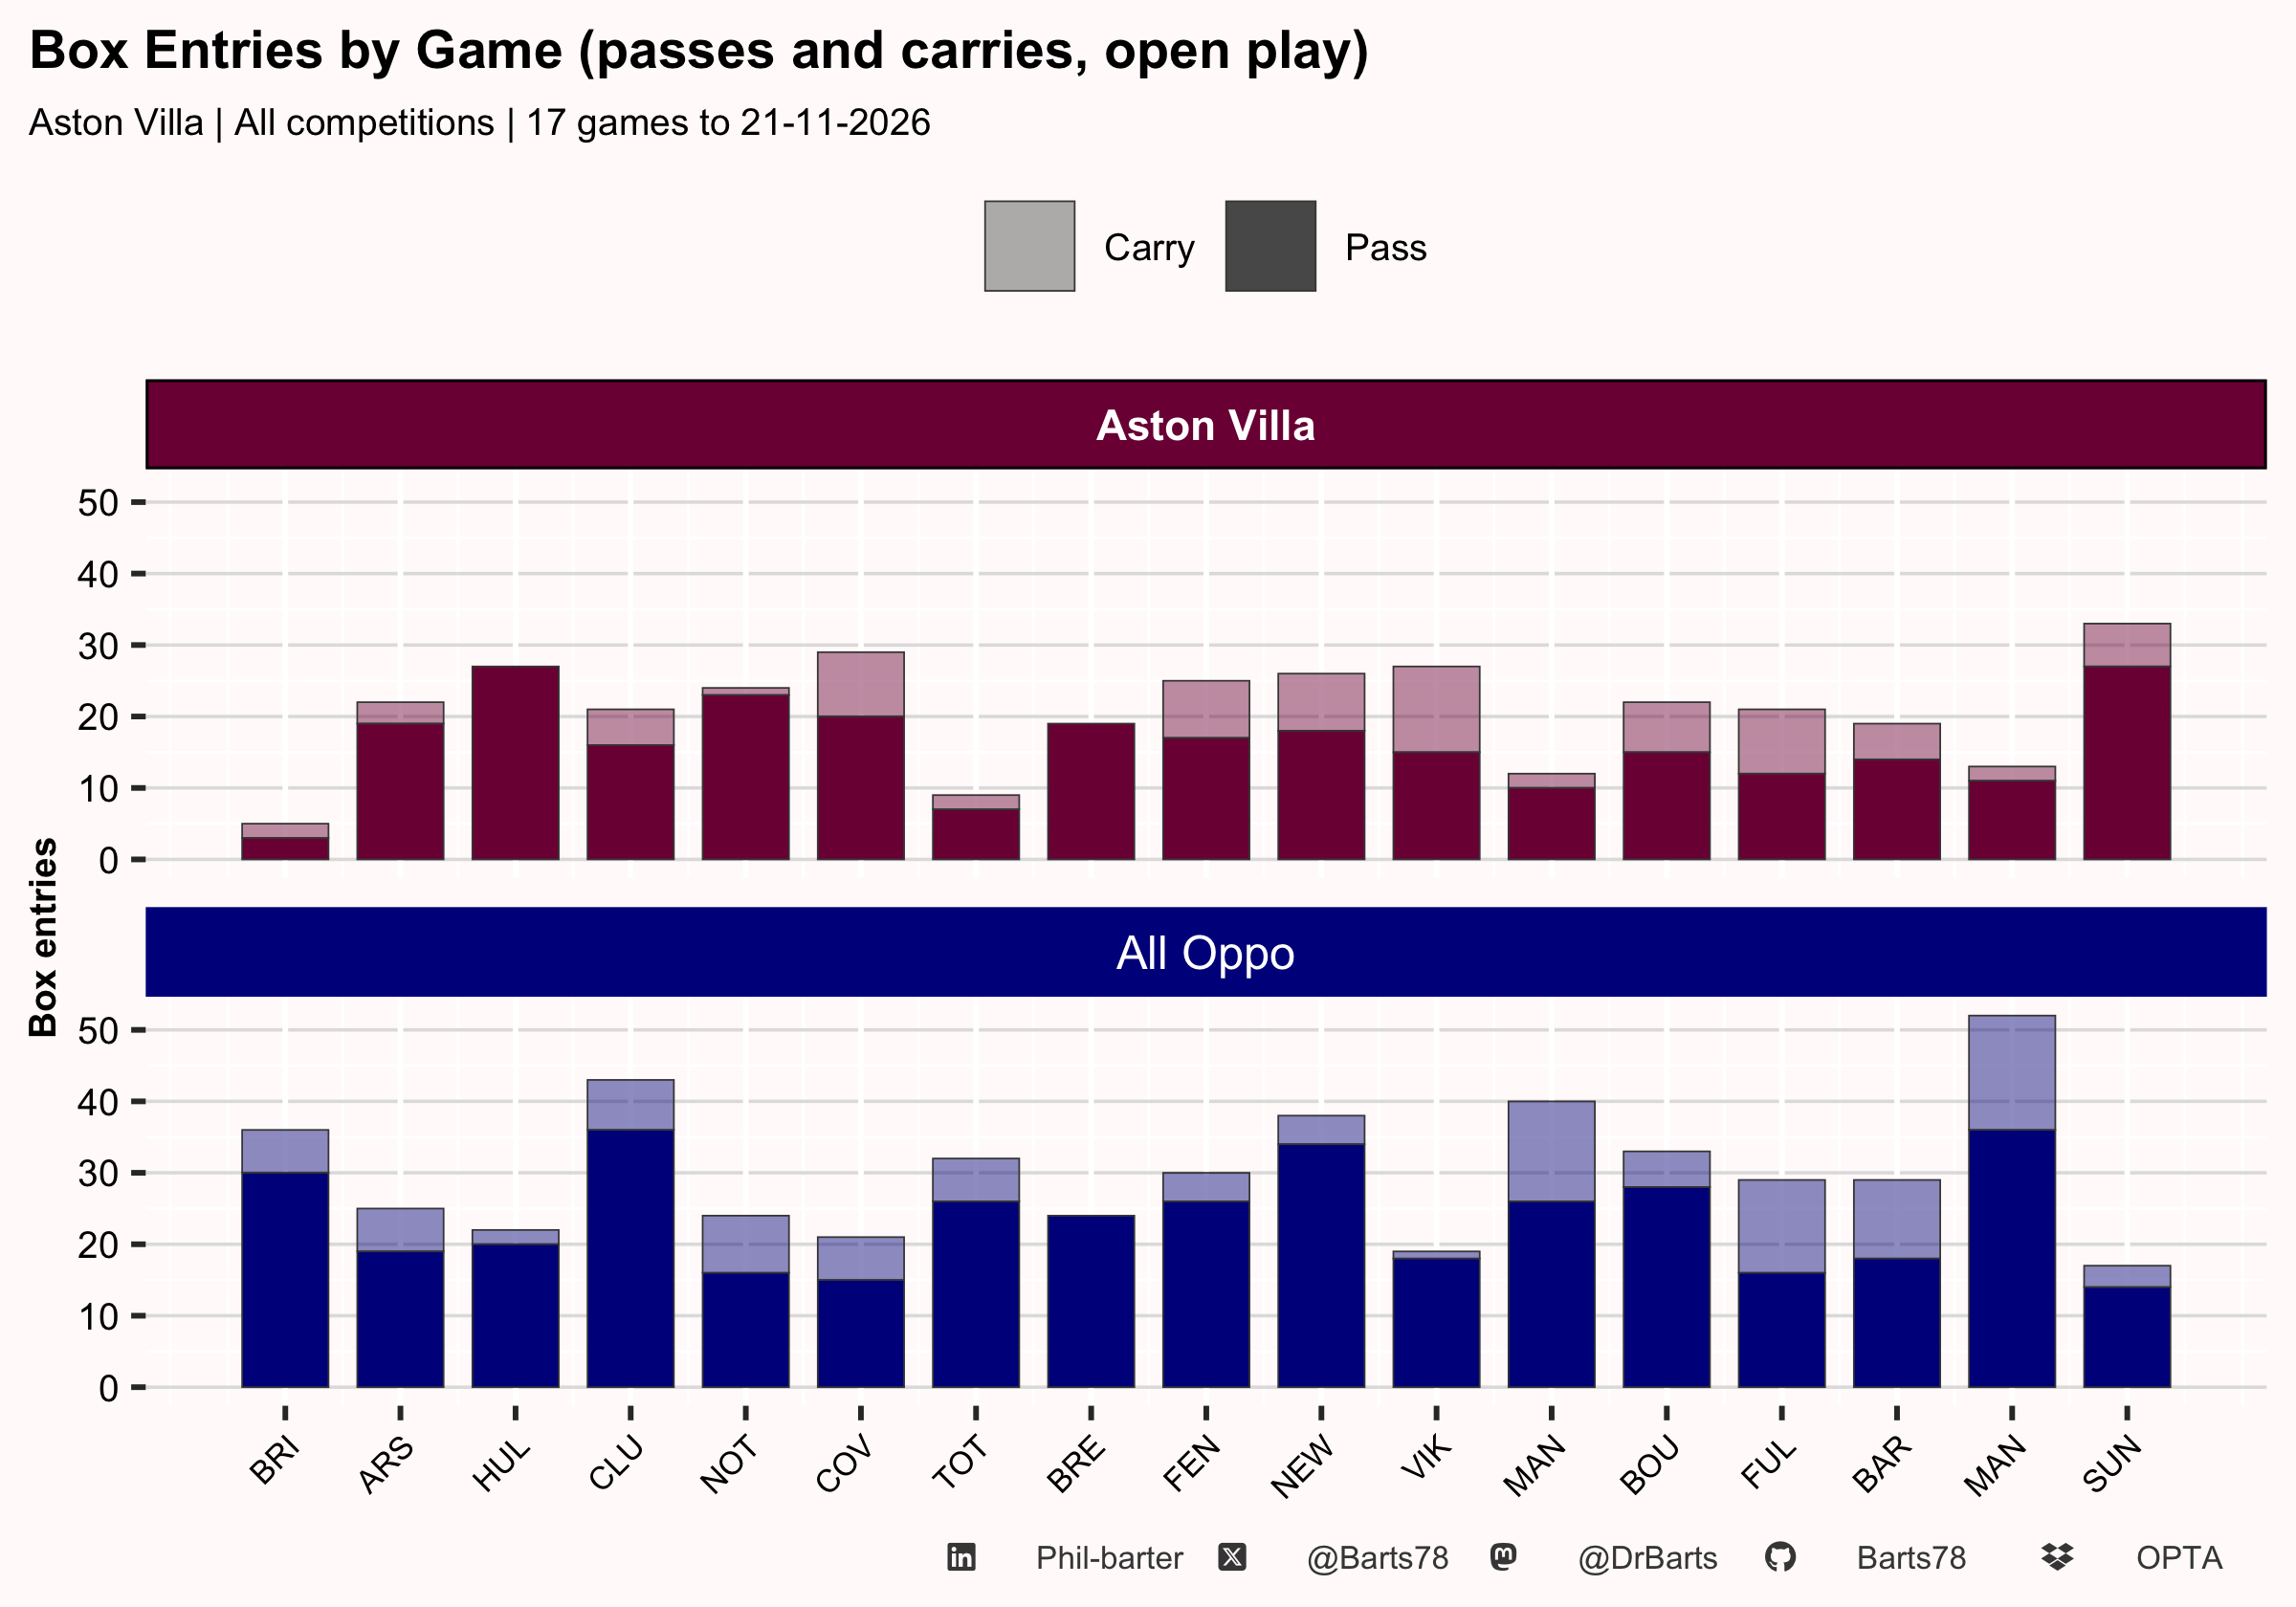 Box Entries by Game (passes and carries, open play)
Aston Villa | All competitions | 17 games to 21-11-2026
Carry Pass
Aston Villa
50
40
30
20
10
0
Box entries
All Oppo
50
40
30
20
10
0
BRI ARS HUL CLU NOT COV TOT BRE FEN NEW VIK MAN BOU FUL BAR MAN SUN
Phil-barter @Barts78 @DrBarts Barts78 OPTA